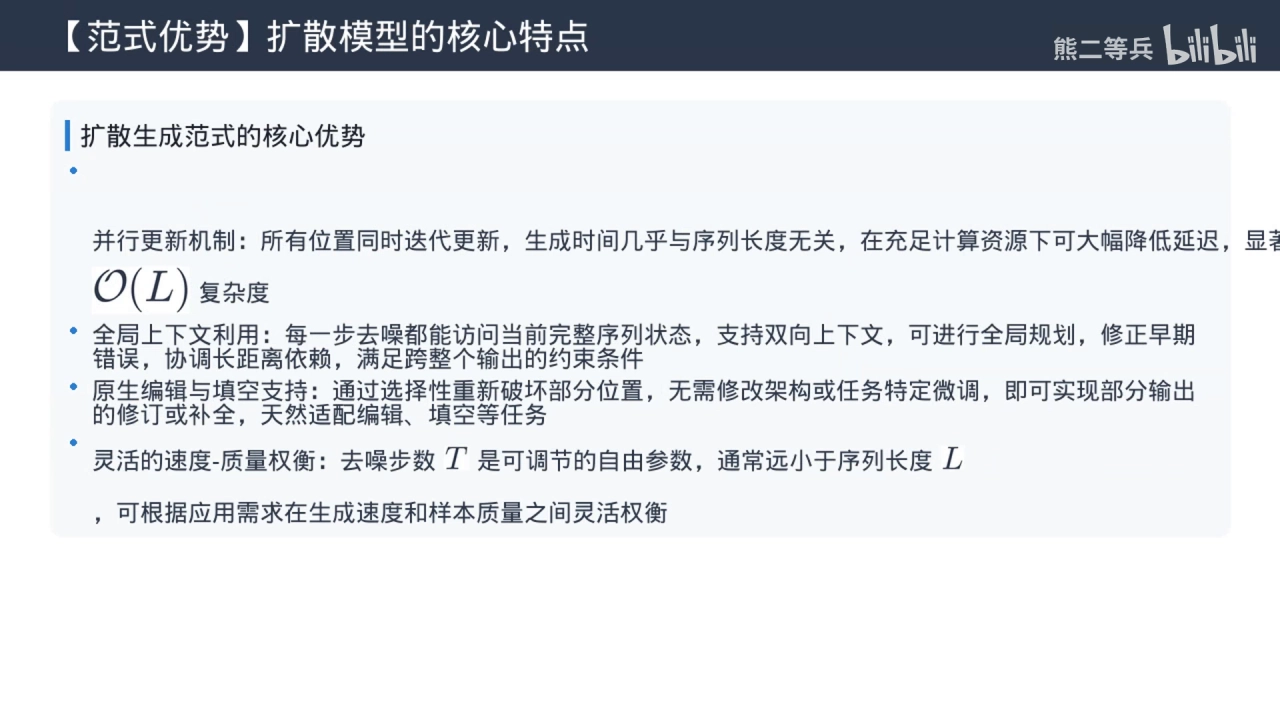 【范式优势】扩散模型的核心特点
熊二等兵 bilibili
扩散生成范式的核心优势
并行更新机制：所有位置同时迭代更新，生成时间几乎与序列长度无关，在充足计算资源下可大幅降低延迟，显著
O(L) 复杂度
全局上下文利用：每一步去噪都能访问当前完整序列状态，支持双向上下文，可进行全局规划，修正早期
错误，协调长距离依赖，满足跨整个输出的约束条件
原生编辑与填空支持：通过选择性重新破坏部分位置，无需修改架构或任务特定微调，即可实现部分输出
的修订或补全，天然适配编辑、填空等任务
灵活的速度-质量权衡：去噪步数 T 是可调节的自由参数，通常远小于序列长度 L
，可根据应用需求在生成速度和样本质量之间灵活权衡